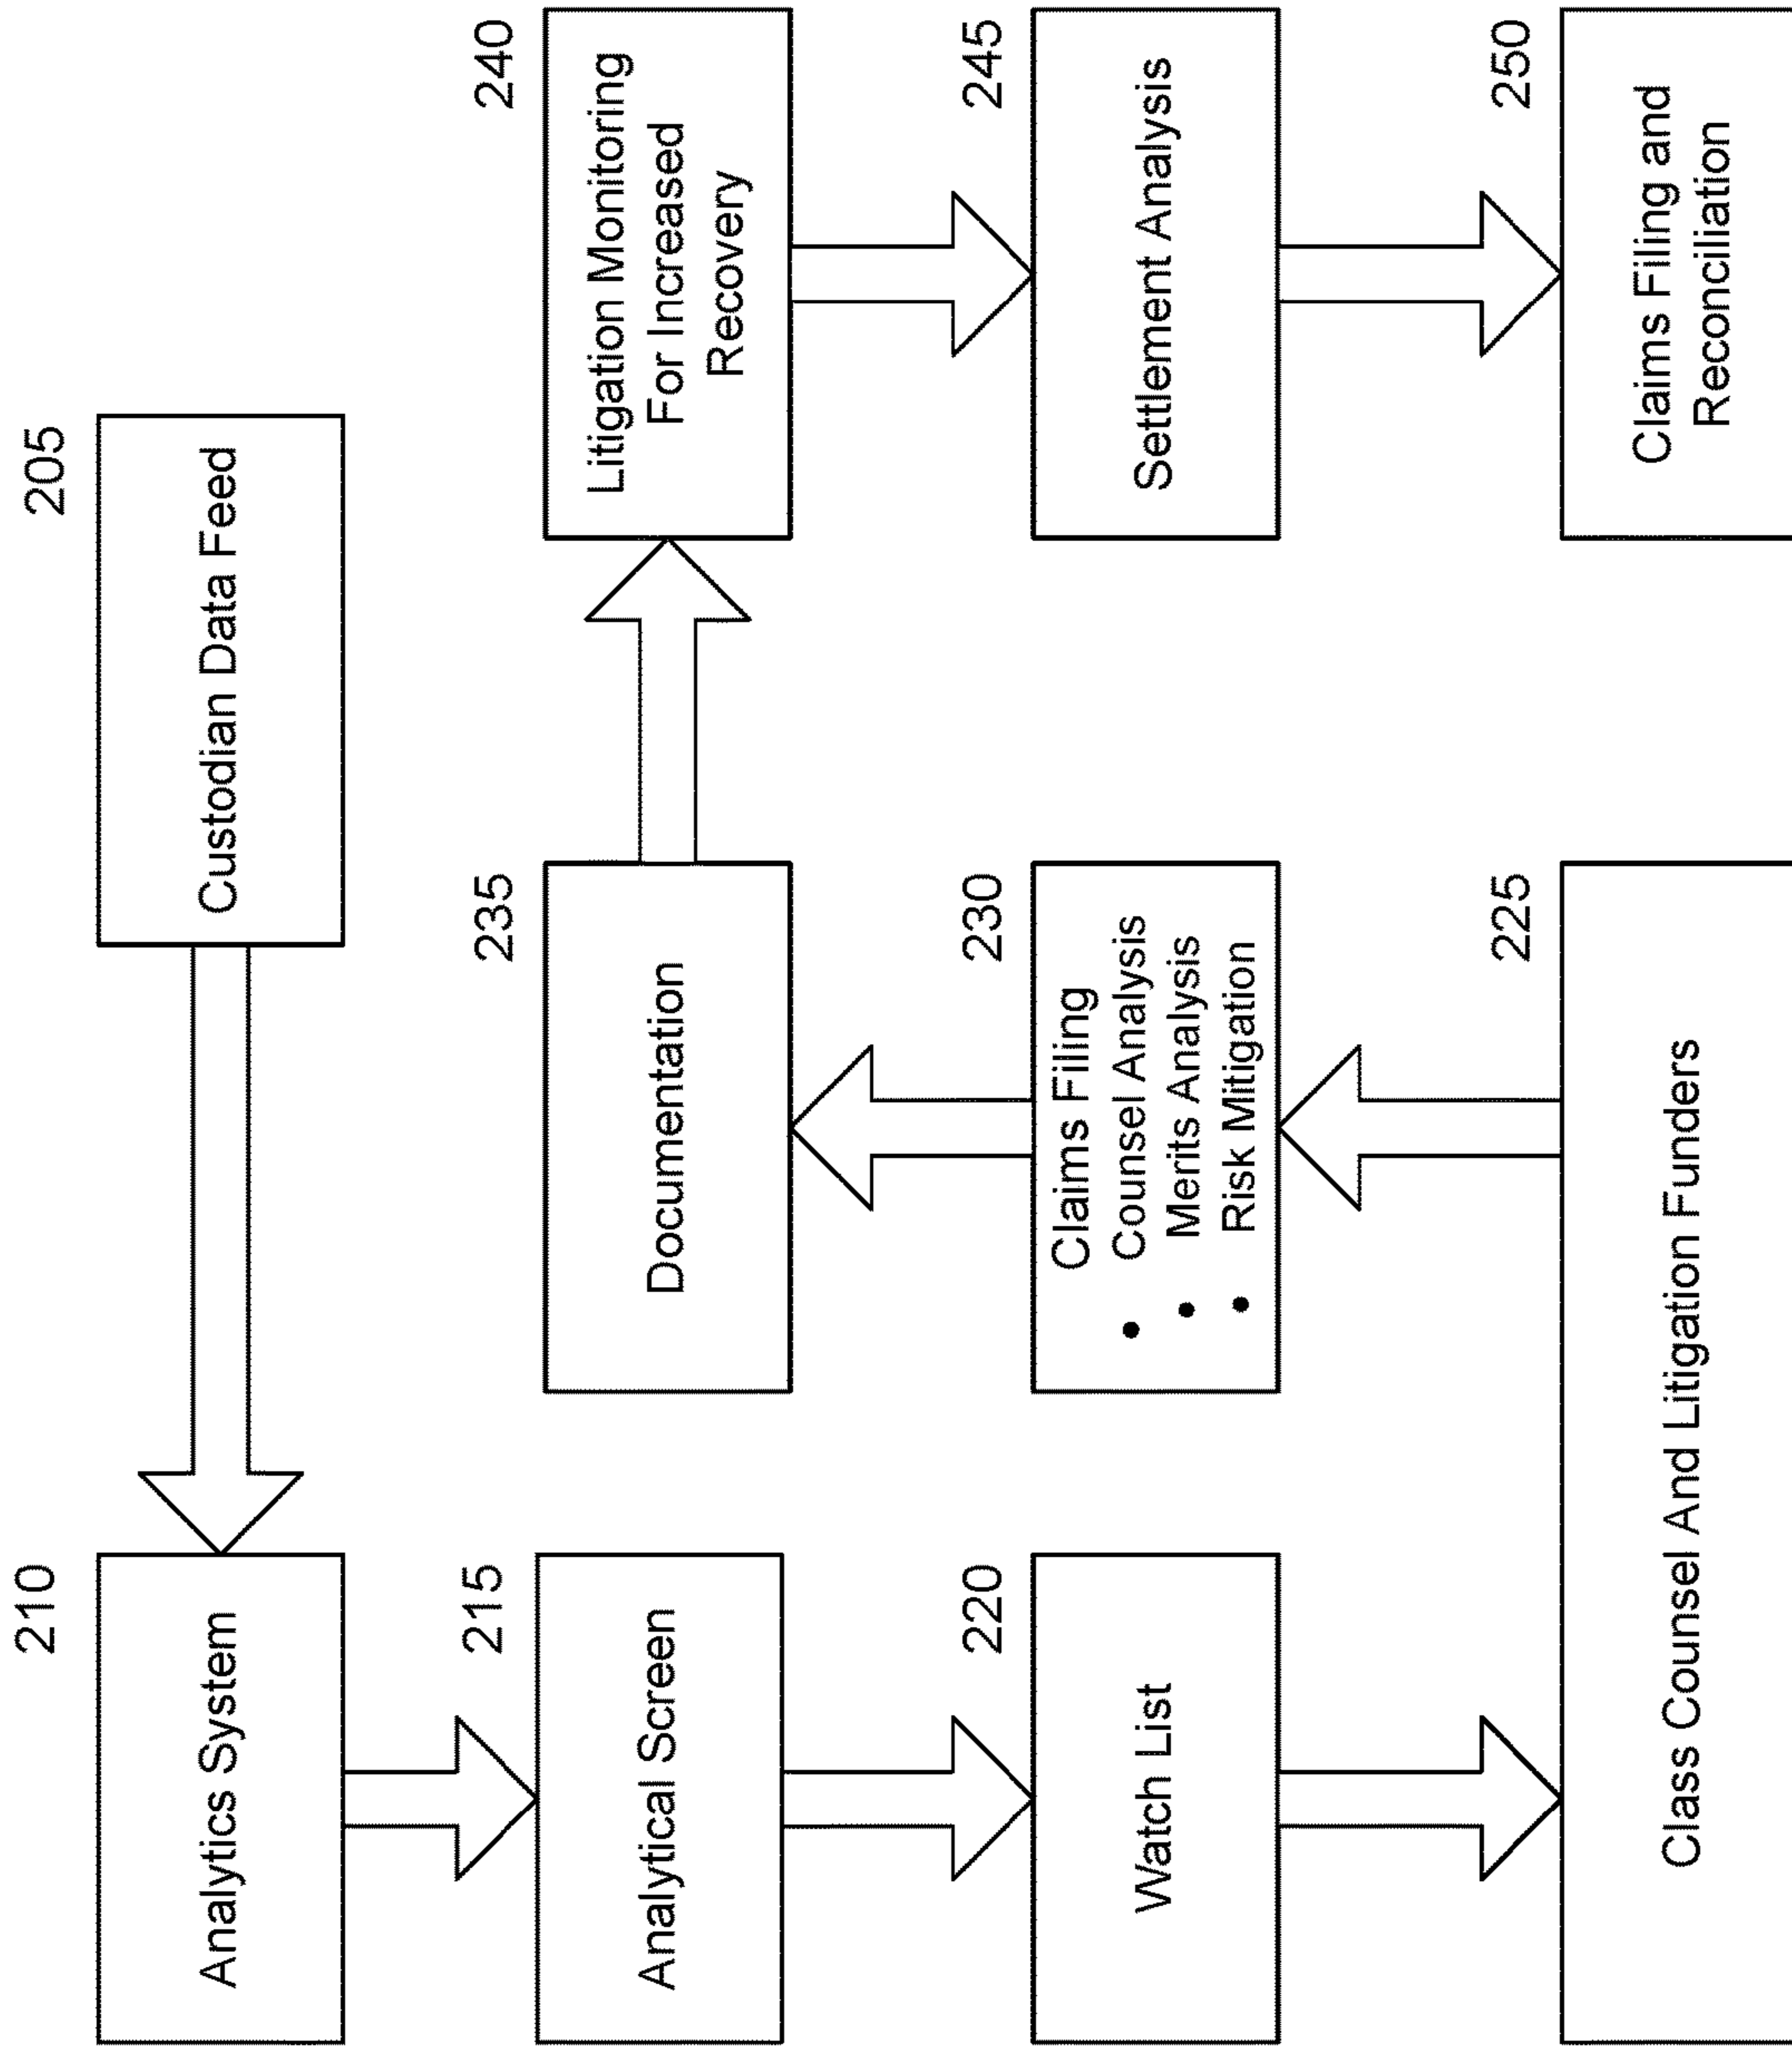 205
Custodian Data Feed
210
Analytics System
215
Analytical Screen
220
Watch List
225
Class Counsel And Litigation Funders
230
Claims Filing
• Counsel Analysis
• Merits Analysis
• Risk Mitigation
235
Documentation
240
Litigation Monitoring
For Increased
Recovery
245
Settlement Analysis
250
Claims Filing and
Reconciliation